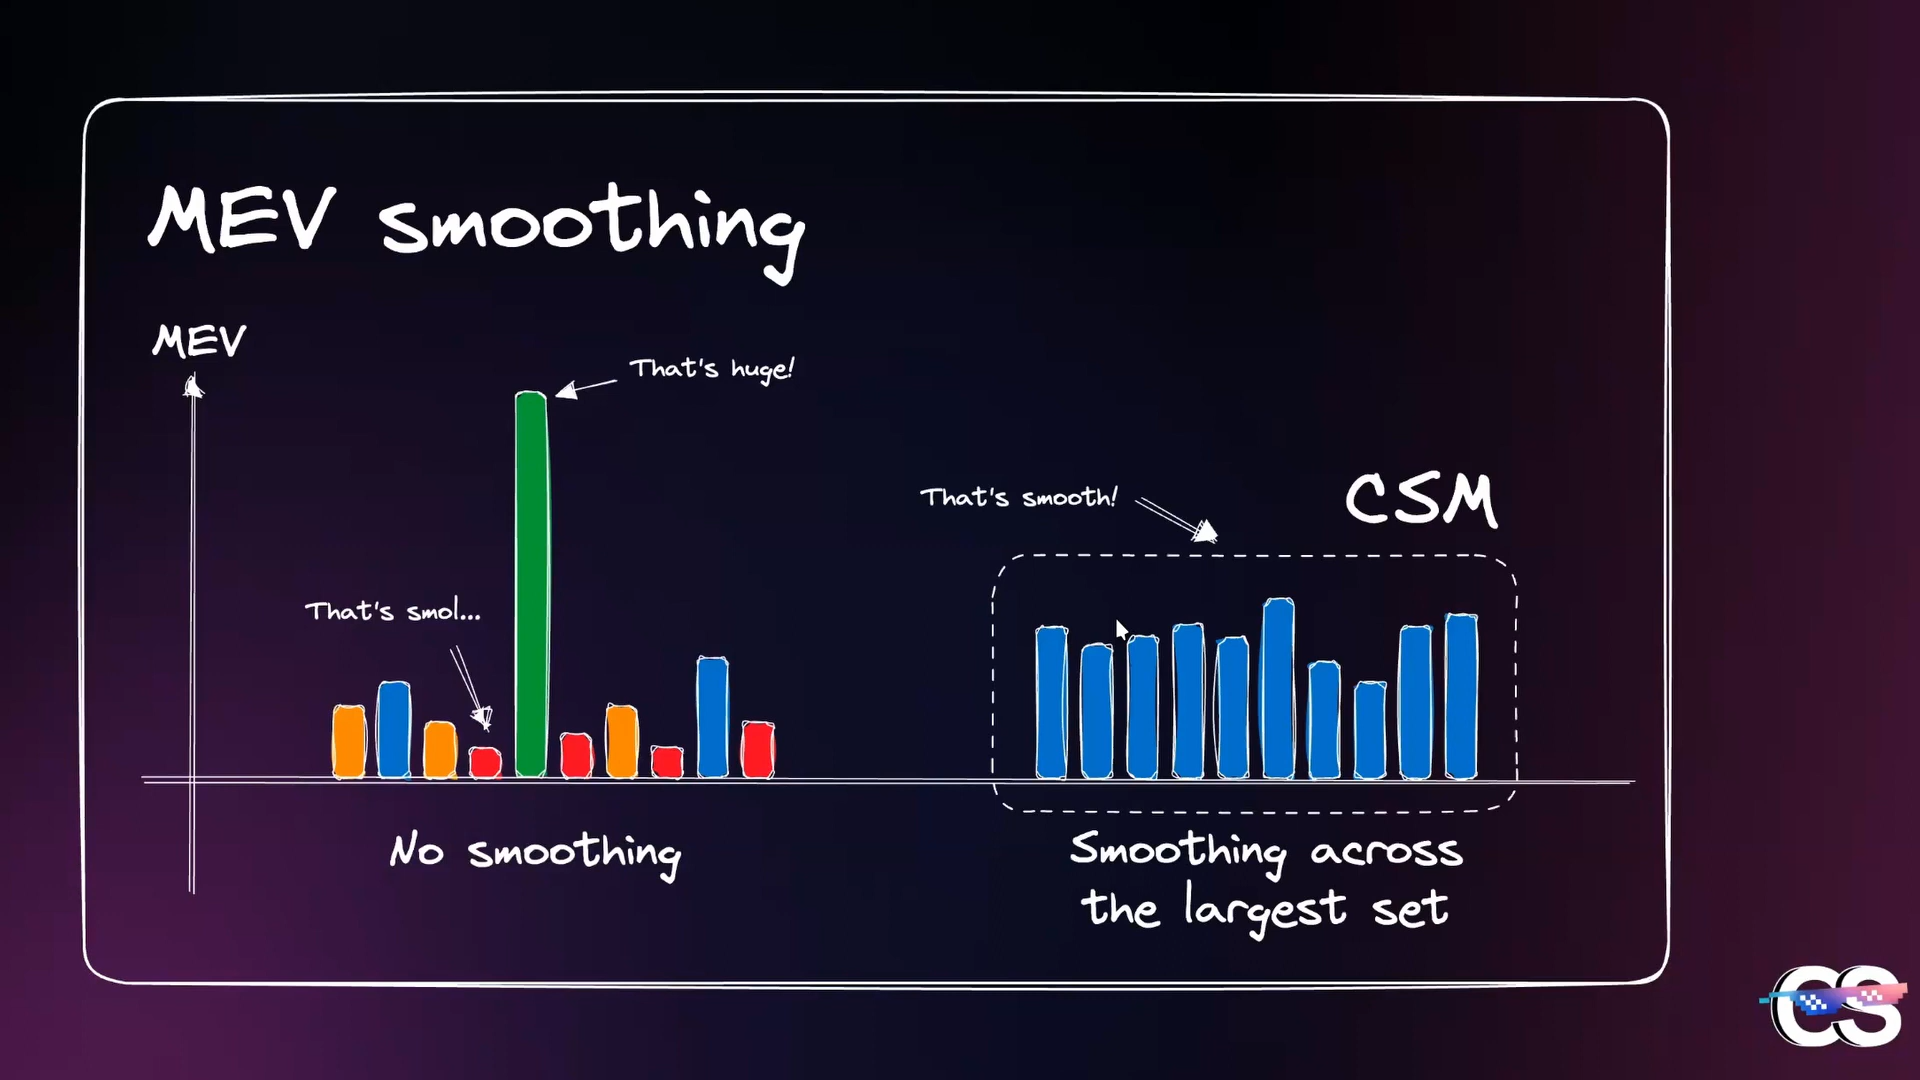 MEV smoothing
MEV
That's huge!
That's smooth!
CSM
That's smol...
No smoothing
Smoothing across
the largest set
CS